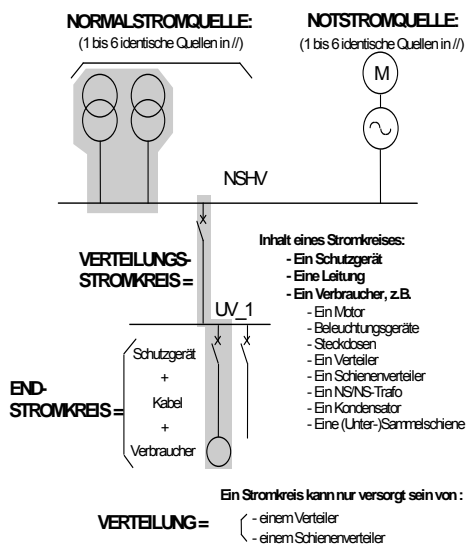 NORMALSTROMQUELLE:
(1 bis 6 identische Quellen in //)
NOTSTROMQUELLE:
(1 bis 6 identische Quellen in //)
M
NSHV
VERTEILUNGS-
STROMKREIS =
Inhalt eines Stromkreises:
- Ein Schutzgerät
- Eine Leitung
- Ein Verbraucher, z.B.
- Ein Motor
- Beleuchtungsgeräte
- Steckdosen
- Ein Verteiler
- Ein Schienenverteiler
- Ein NS/NS-Trafo
- Ein Kondensator
- Eine (Unter-)Sammelschiene
UV_1
END-
STROMKREIS =
Schutzgerät
+
Kabel
+
Verbraucher
Ein Stromkreis kann nur versorgt sein von :
VERTEILUNG =
- einem Verteiler
- einem Schienenverteiler